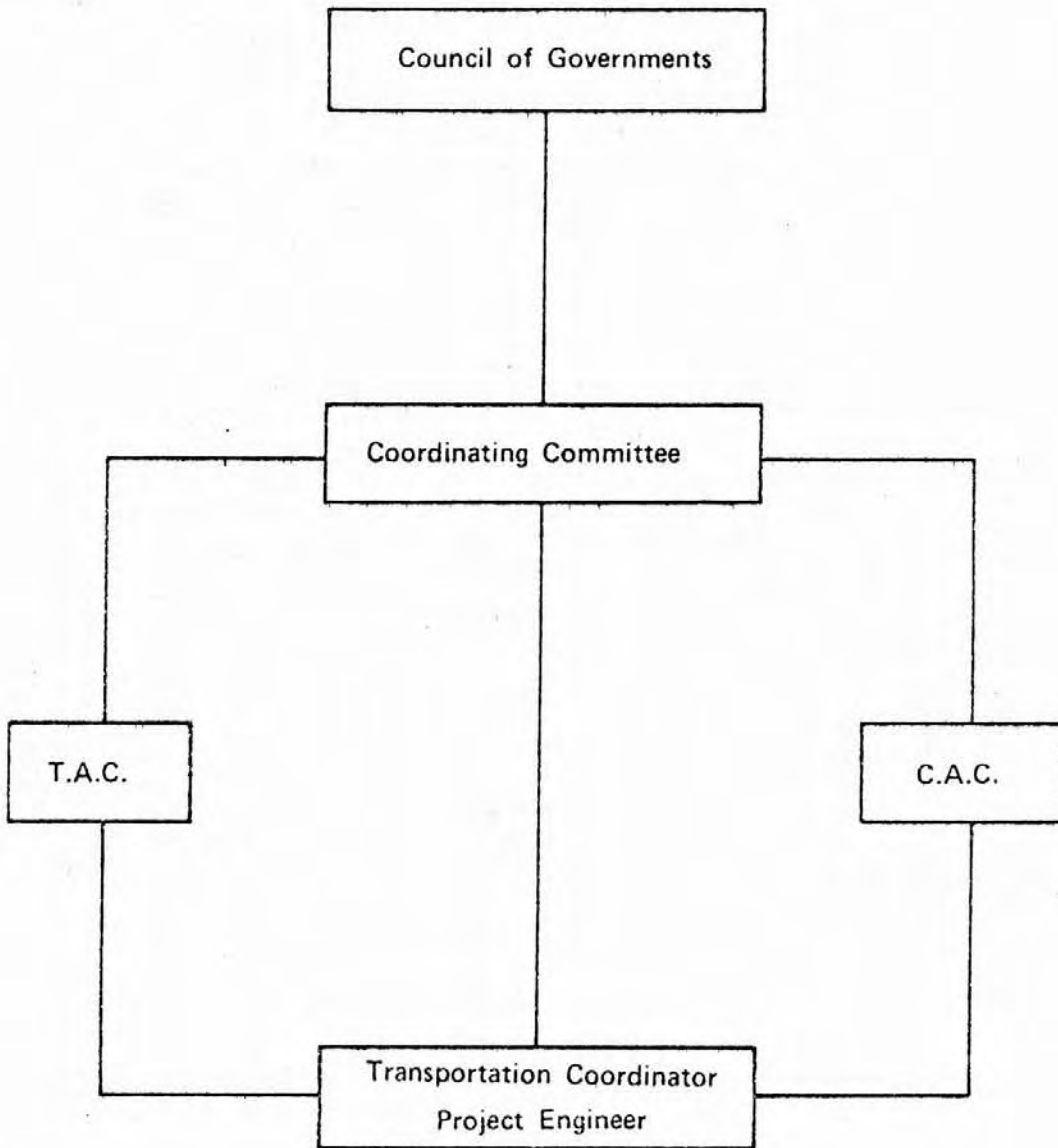 Council of Governments
Coordinating Committee
T.A.C.
C.A.C.
Transportation Coordinator
Project Engineer